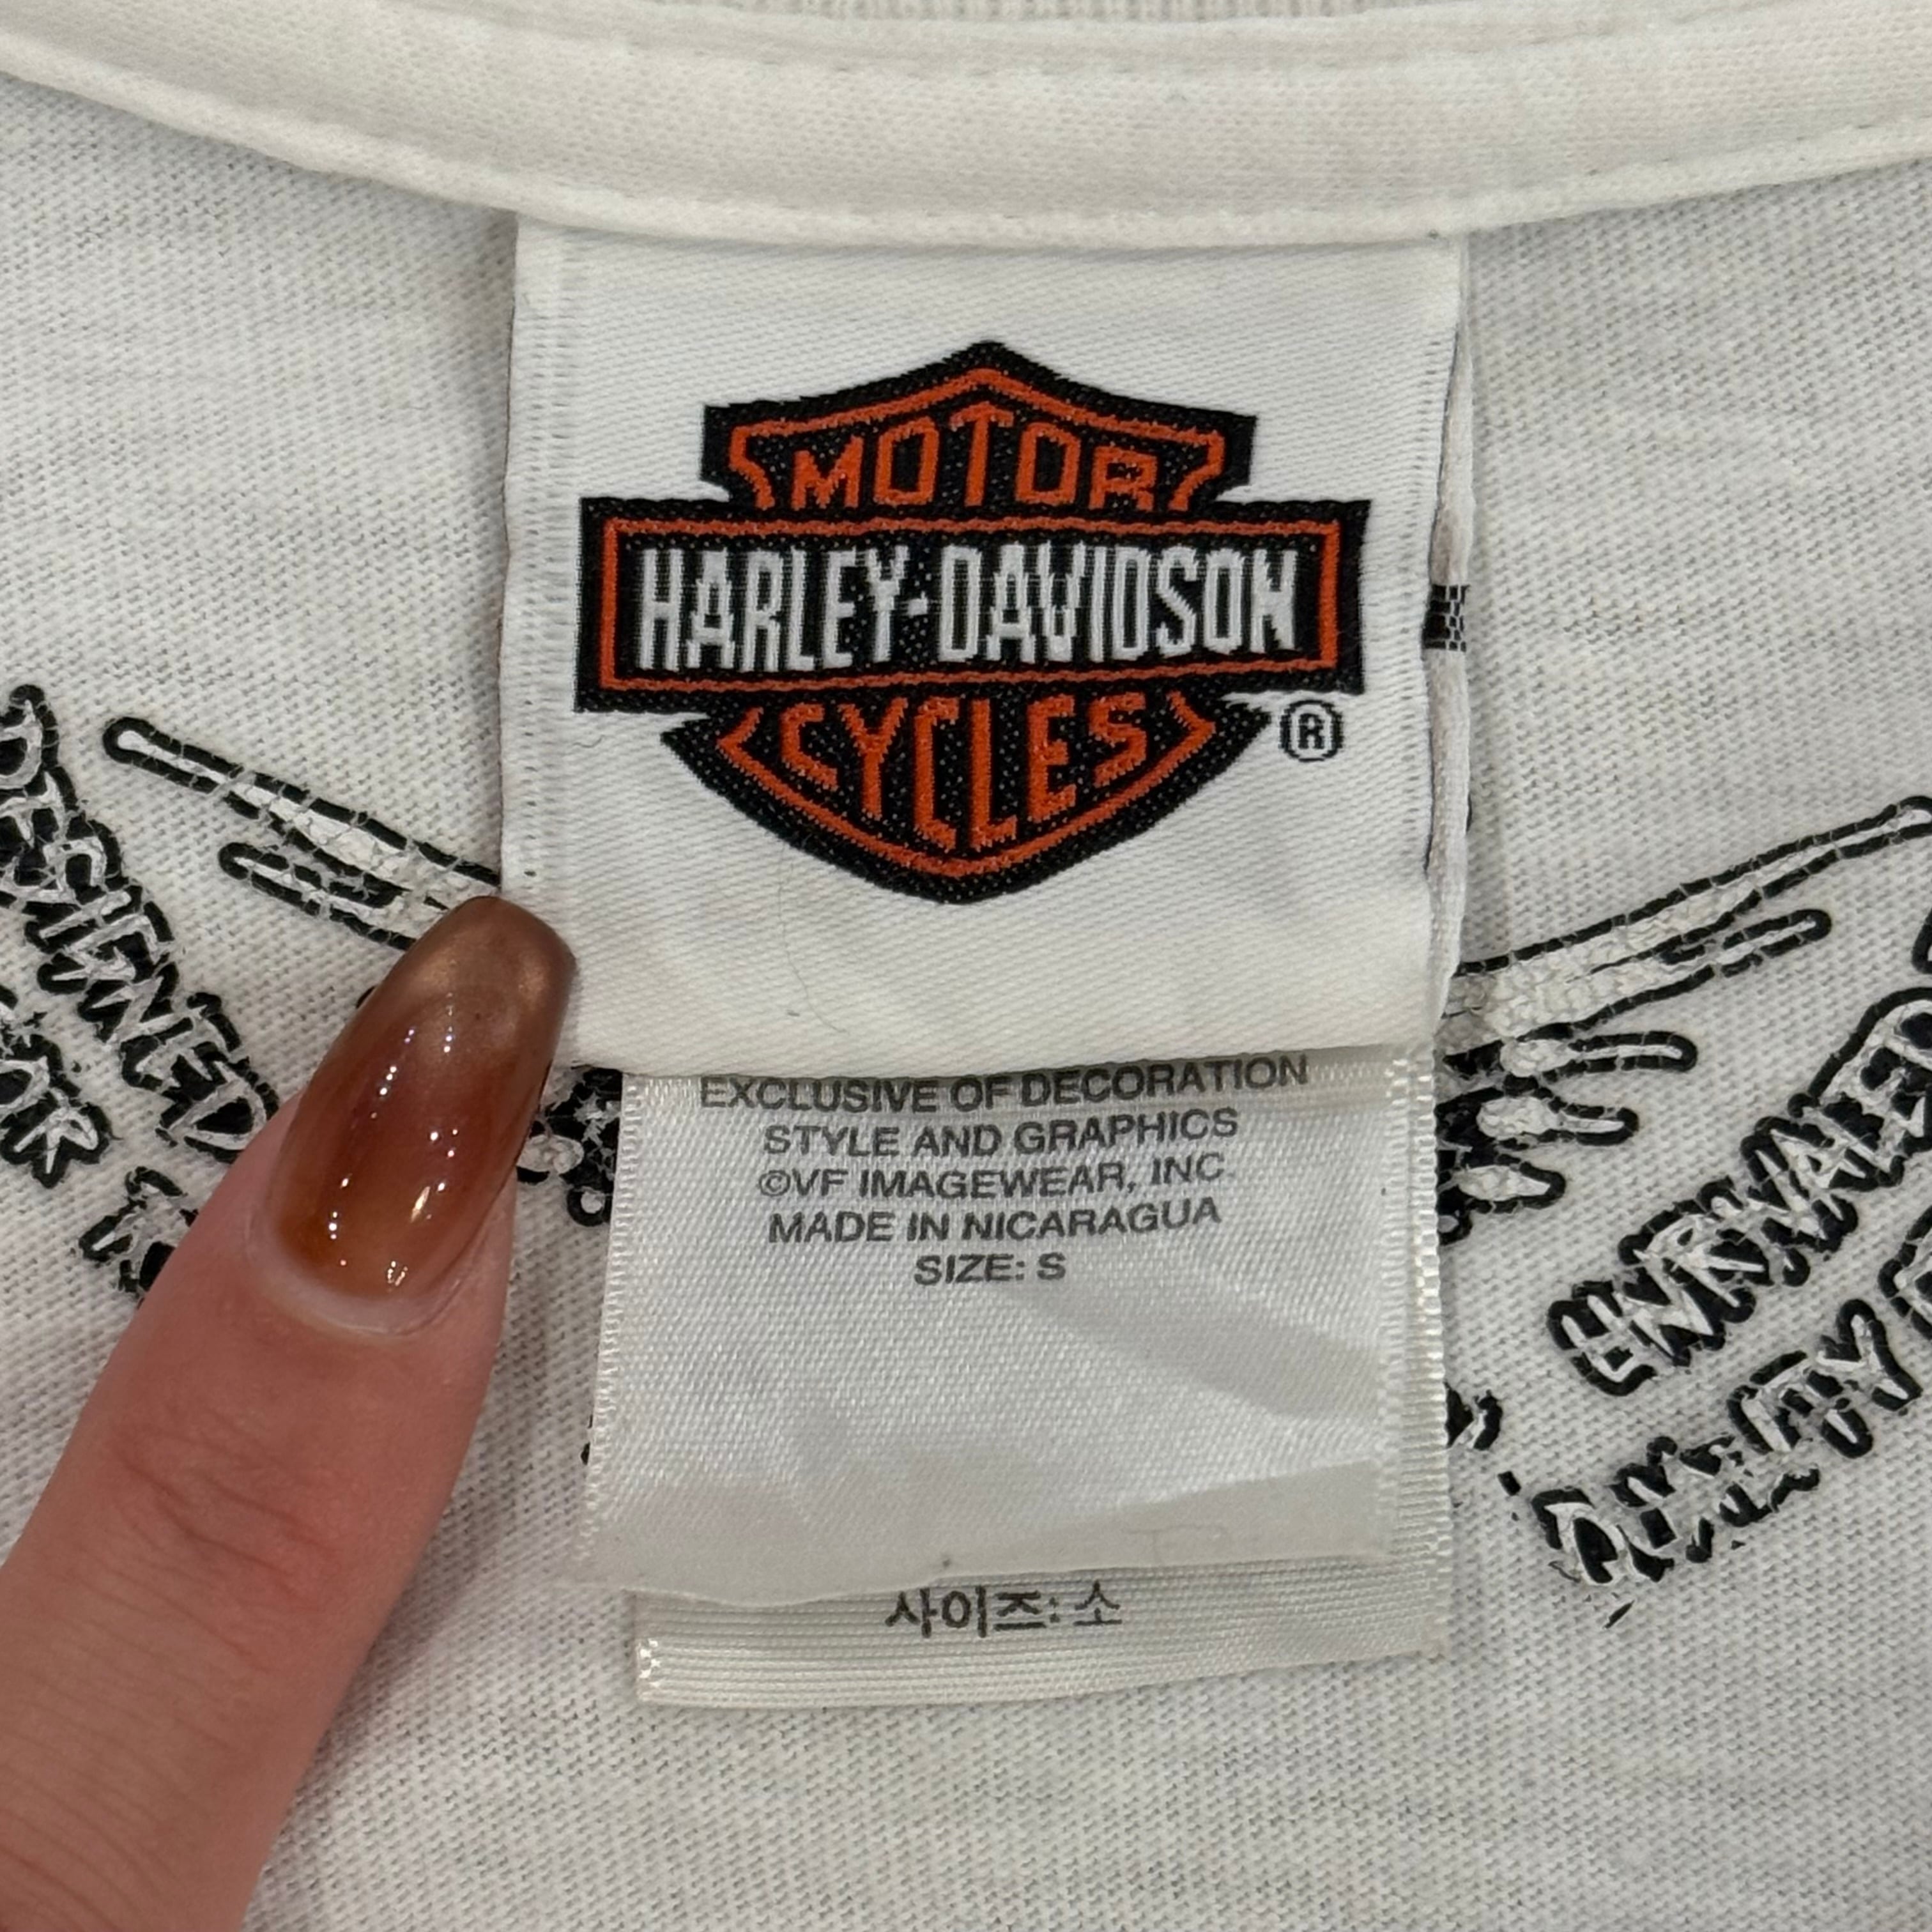 MOTOR
HARLEY-DAVIDSON
CYCLES
®
EXCLUSIVE OF DECORATION
STYLE AND GRAPHICS
©VF IMAGEWEAR, INC.
MADE IN NICARAGUA
SIZE: S
사이즈: 소
DESIGNED